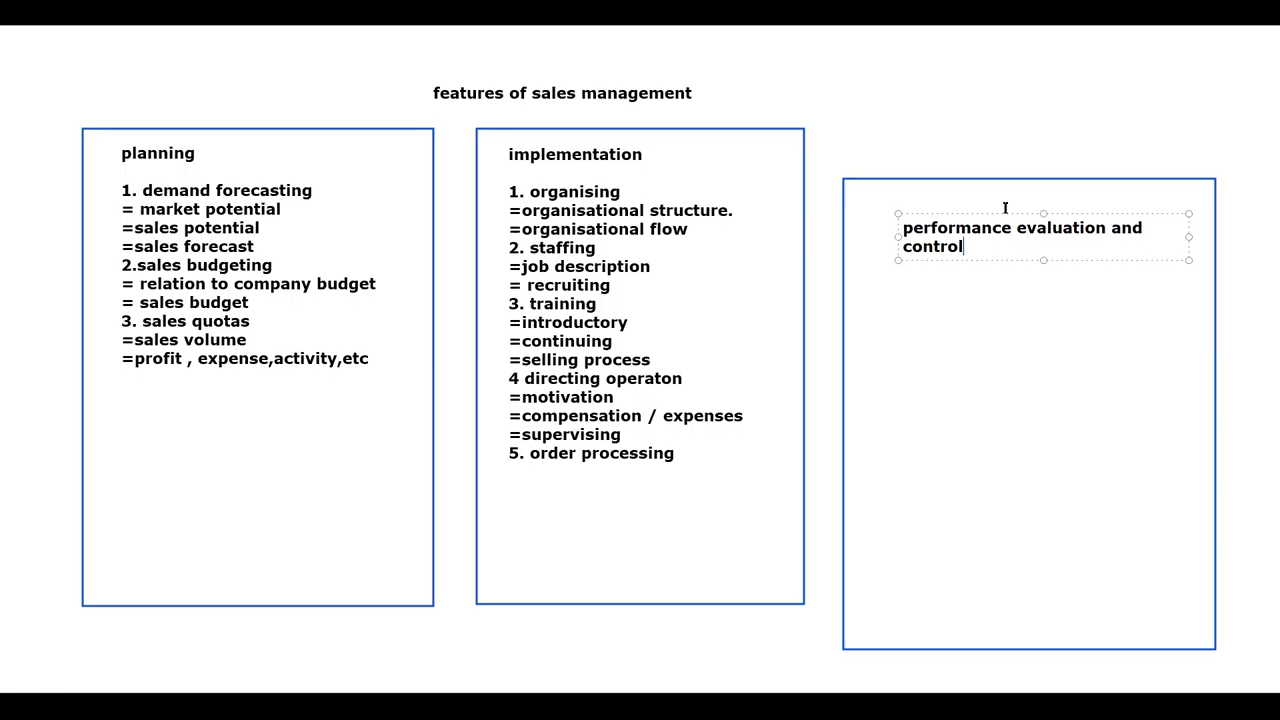 features of sales management
planning
1. demand forecasting
= market potential
=sales potential
=sales forecast
2.sales budgeting
= relation to company budget
= sales budget
3. sales quotas
=sales volume
=profit , expense,activity,etc
implementation
1. organising
=organisational structure.
=organisational flow
2. staffing
=job description
= recruiting
3. training
=introductory
=continuing
=selling process
4 directing operaton
=motivation
=compensation / expenses
=supervising
5. order processing
performance evaluation and
control